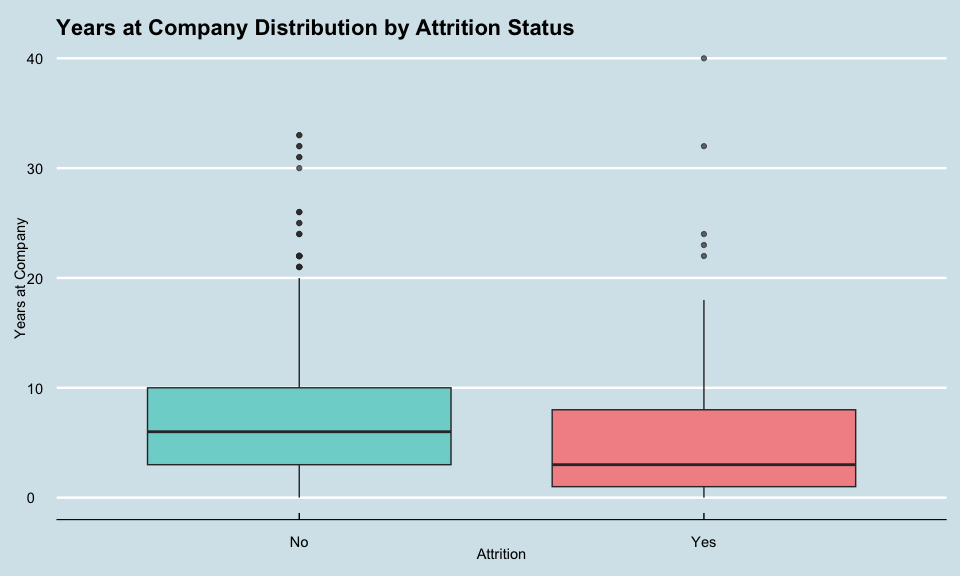 Years at Company Distribution by Attrition Status
40
30
20
10
0
Years at Company
No
Yes
Attrition